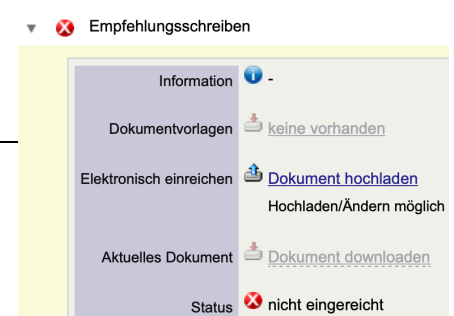 Empfehlungsschreiben
Information -
Dokumentvorlagen keine vorhanden
Elektronisch einreichen Dokument hochladen
Hochladen/Ändern möglich
Aktuelles Dokument Dokument downloaden
Status nicht eingereicht